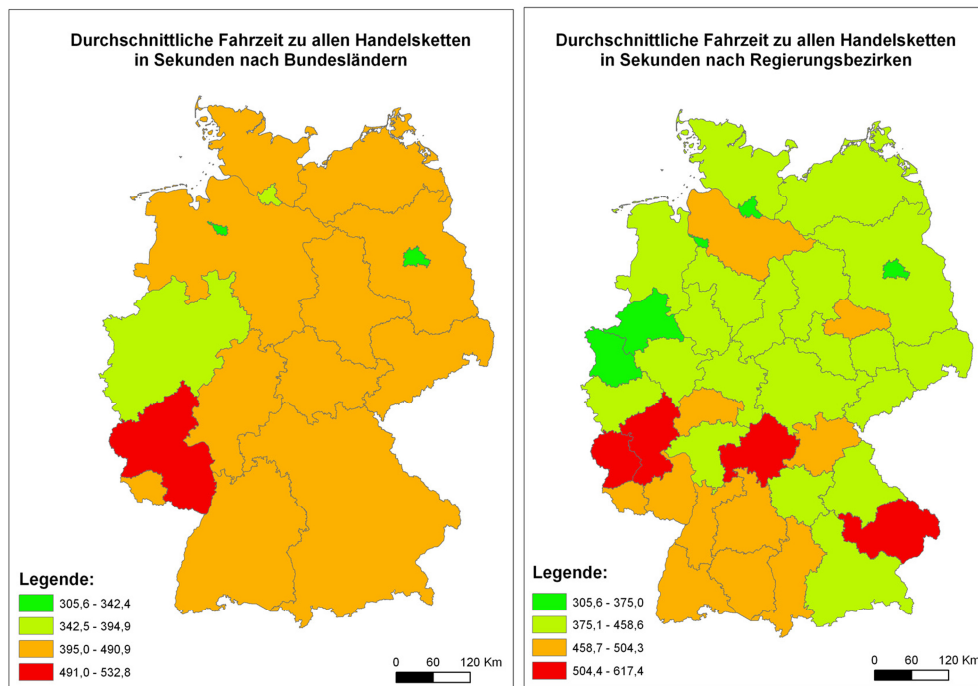 Durchschnittliche Fahrzeit zu allen Handelsketten
in Sekunden nach Bundesländern
Legende:
305,6 - 342,4
342,5 - 394,9
395,0 - 490,9
491,0 - 532,8
0 60 120 Km
Durchschnittliche Fahrzeit zu allen Handelsketten
in Sekunden nach Regierungsbezirken
Legende:
305,6 - 375,0
375,1 - 458,6
458,7 - 504,3
504,4 - 617,4
0 60 120 Km